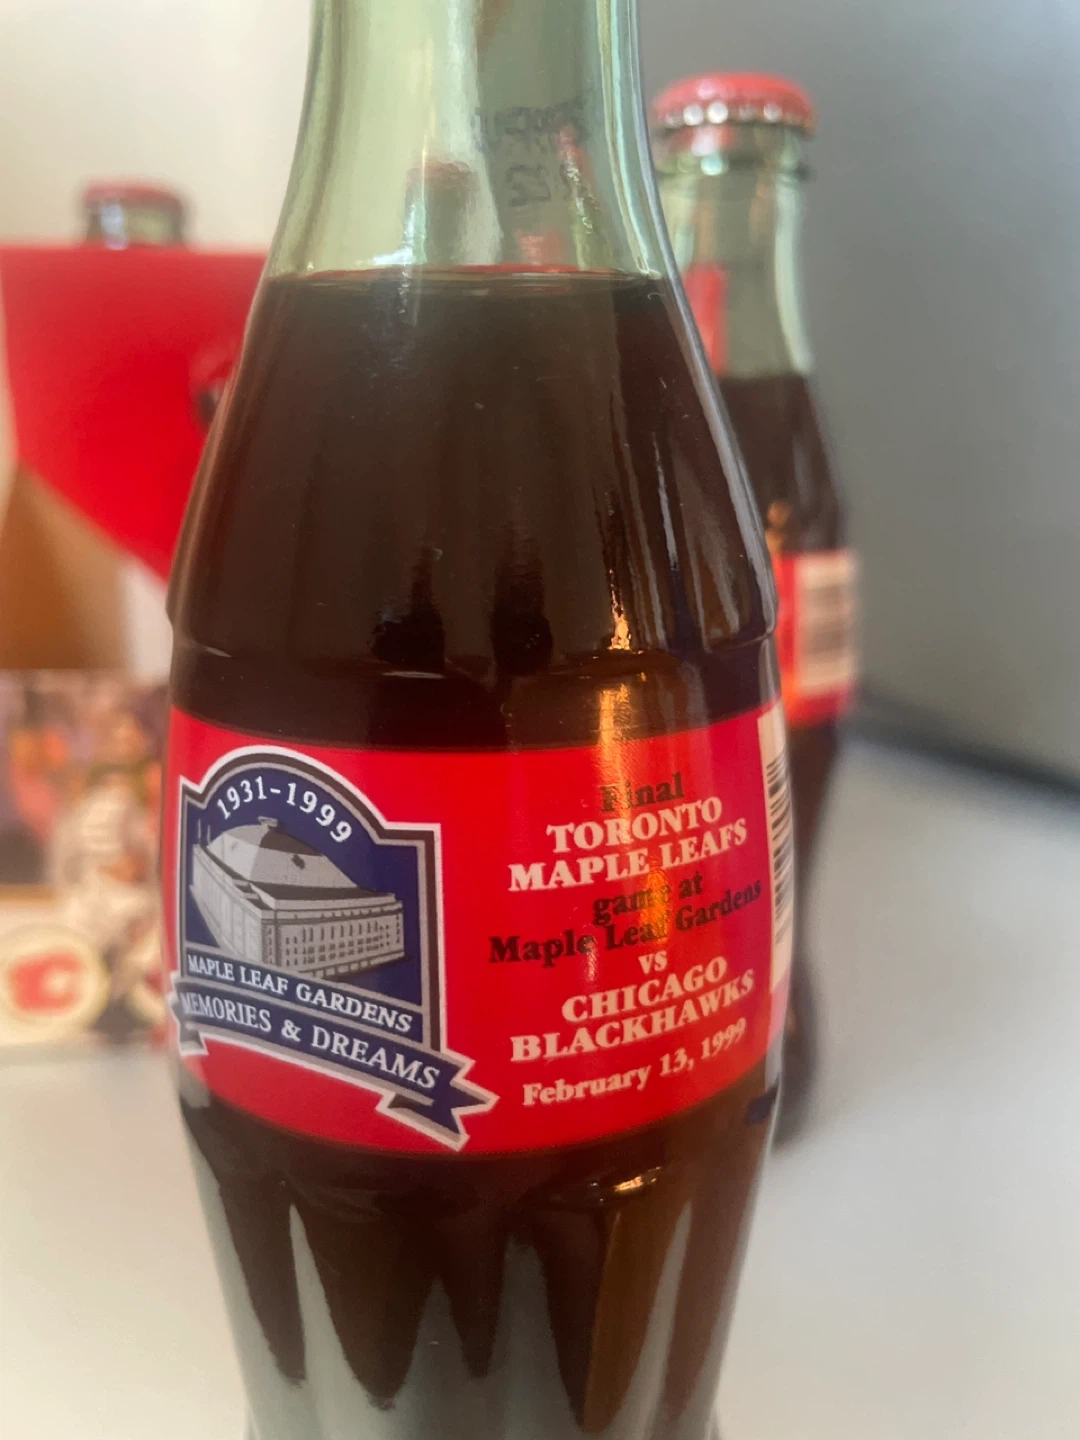 1931-1999
MAPLE LEAF GARDENS
MEMORIES & DREAMS
Final
TORONTO
MAPLE LEAFS
game at
Maple Leaf Gardens
vs
CHICAGO
BLACKHAWKS
February 13, 1999